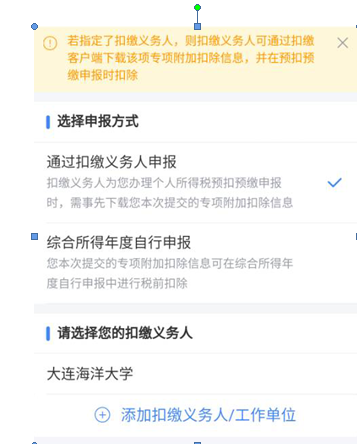 若指定了扣缴义务人，则扣缴义务人可通过扣缴
客户端下载该项专项附加扣除信息，并在预扣预
缴申报时扣除
选择申报方式
通过扣缴义务人申报
扣缴义务人为您办理个人所得税预扣预缴申报
时，需事先下载您本次提交的专项附加扣除信息
综合所得年度自行申报
您本次提交的专项附加扣除信息可在综合所得年
度自行申报中进行税前扣除
请选择您的扣缴义务人
大连海洋大学
添加扣缴义务人/工作单位